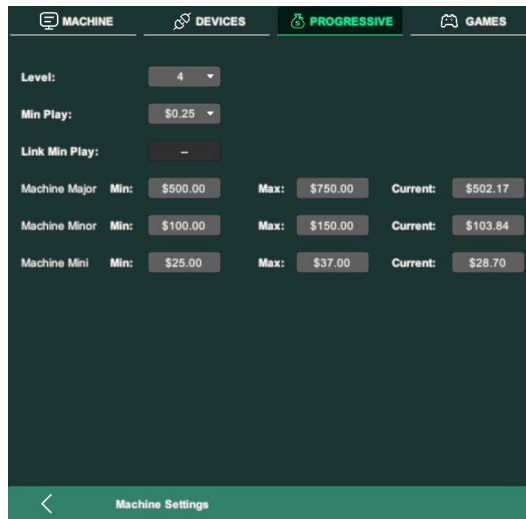 MACHINE DEVICES PROGRESSIVE GAMES
Level: 4
Min Play: $0.25
Link Min Play: –
Machine Major Min: $500.00 Max: $750.00 Current: $502.17
Machine Minor Min: $100.00 Max: $150.00 Current: $103.84
Machine Mini Min: $25.00 Max: $37.00 Current: $28.70
Machine Settings